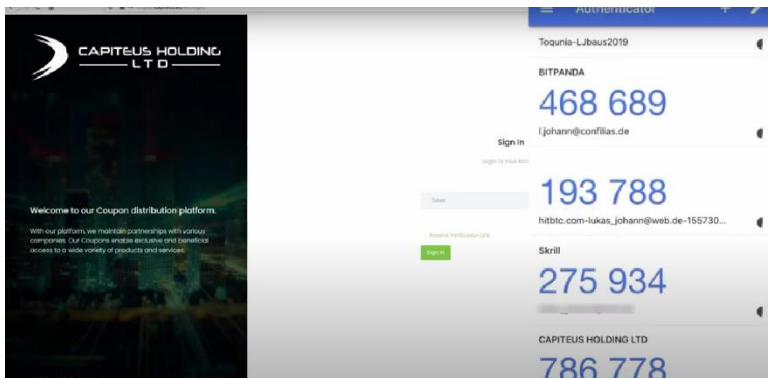 CAPITEUS HOLDING
LTD
Welcome to our Coupon distribution platform.
With our platform, we maintain partnerships with various
companies. Our Coupons enable exclusive and beneficial
access to a wide variety of products and services.
Sign In
Sign In
Authenticator
BITPANDA
468 689
l.johann@confilias.de
193 788
hitbtc.com-lukas_johann@web.de-155730...
Skrill
275 934
CAPITEUS HOLDING LTD
786 778